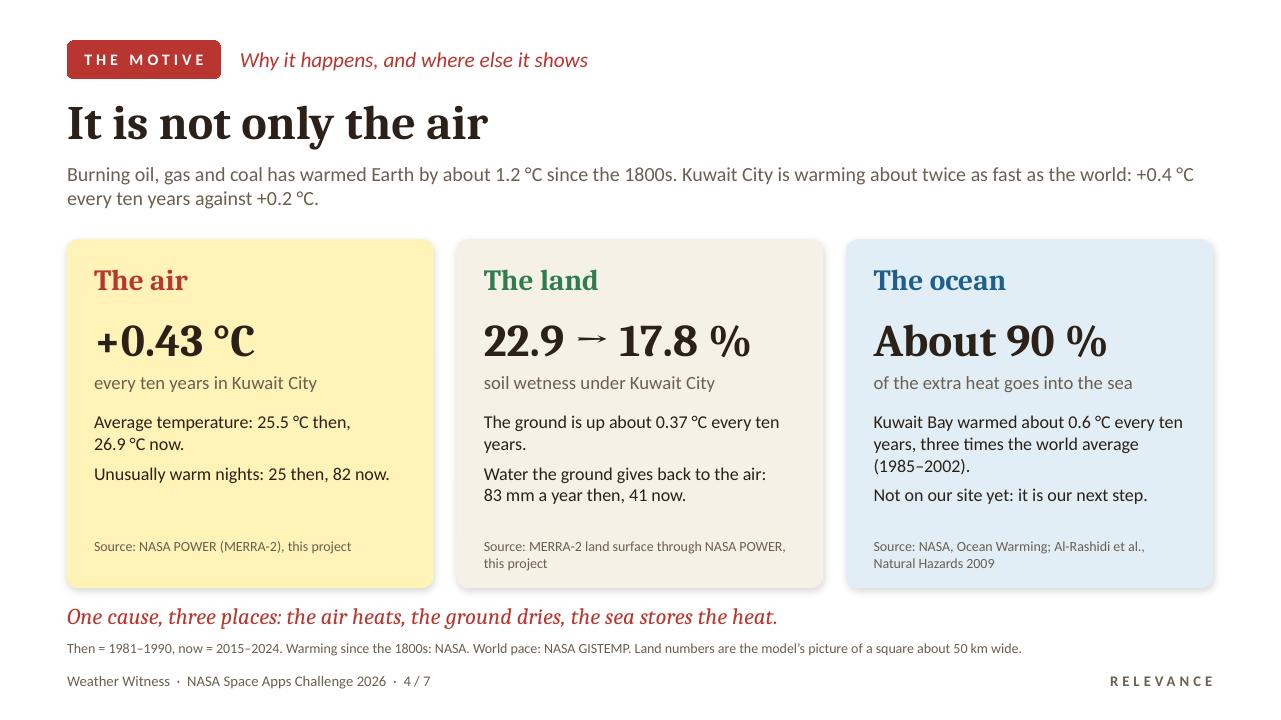 THE MOTIVE
Why it happens, and where else it shows
It is not only the air
Burning oil, gas and coal has warmed Earth by about 1.2 °C since the 1800s. Kuwait City is warming about twice as fast as the world: +0.4 °C
every ten years against +0.2 °C.
The air
+0.43 °C
every ten years in Kuwait City
Average temperature: 25.5 °C then,
26.9 °C now.
Unusually warm nights: 25 then, 82 now.
Source: NASA POWER (MERRA-2), this project
The land
22.9 → 17.8 %
soil wetness under Kuwait City
The ground is up about 0.37 °C every ten
years.
Water the ground gives back to the air:
83 mm a year then, 41 now.
Source: MERRA-2 land surface through NASA POWER,
this project
The ocean
About 90 %
of the extra heat goes into the sea
Kuwait Bay warmed about 0.6 °C every ten
years, three times the world average
(1985–2002).
Not on our site yet: it is our next step.
Source: NASA, Ocean Warming; Al-Rashidi et al.,
Natural Hazards 2009
One cause, three places: the air heats, the ground dries, the sea stores the heat.
Then = 1981–1990, now = 2015–2024. Warming since the 1800s: NASA. World pace: NASA GISTEMP. Land numbers are the model’s picture of a square about 50 km wide.
Weather Witness · NASA Space Apps Challenge 2026 · 4 / 7
RELEVANCE